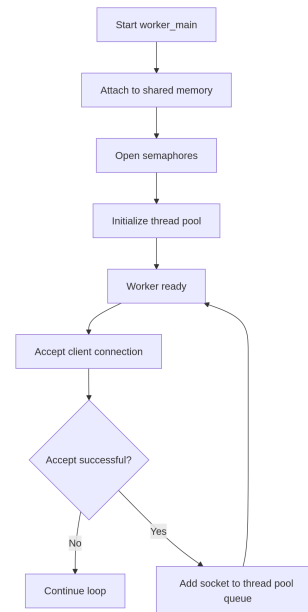 Start worker_main
Attach to shared memory
Open semaphores
Initialize thread pool
Worker ready
Accept client connection
Accept successful?
No
Yes
Continue loop
Add socket to thread pool
queue